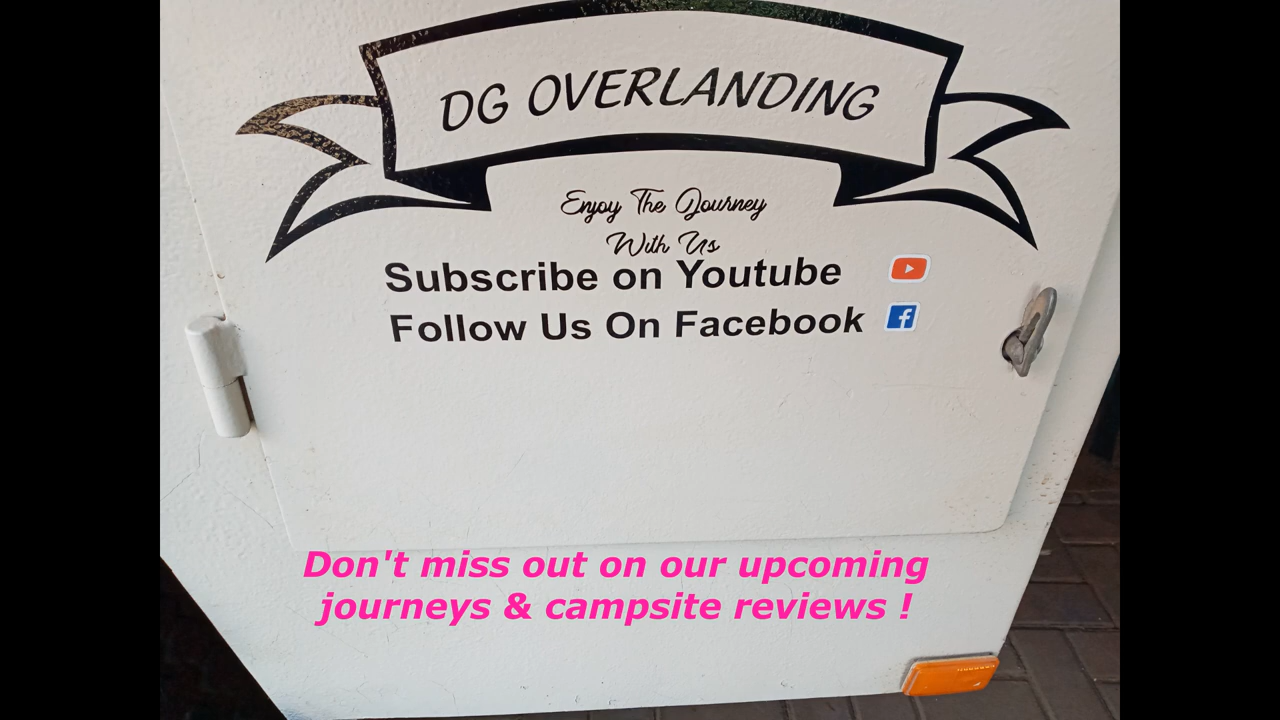 DG OVERLANDING
Enjoy The Journey
With Us
Subscribe on Youtube
Follow Us On Facebook
Don't miss out on our upcoming
journeys & campsite reviews !